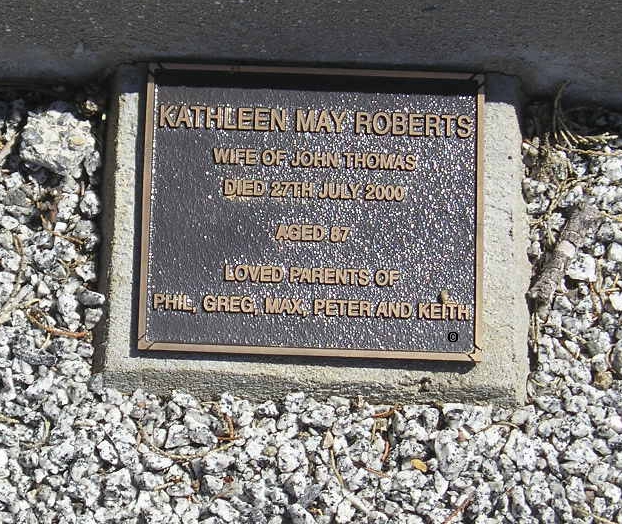 KATHLEEN MAY ROBERTS
WIFE OF JOHN THOMAS
DIED 27TH JULY 2000
AGED 87
LOVED PARENTS OF
PHIL, GREG, MAX, PETER AND KEITH